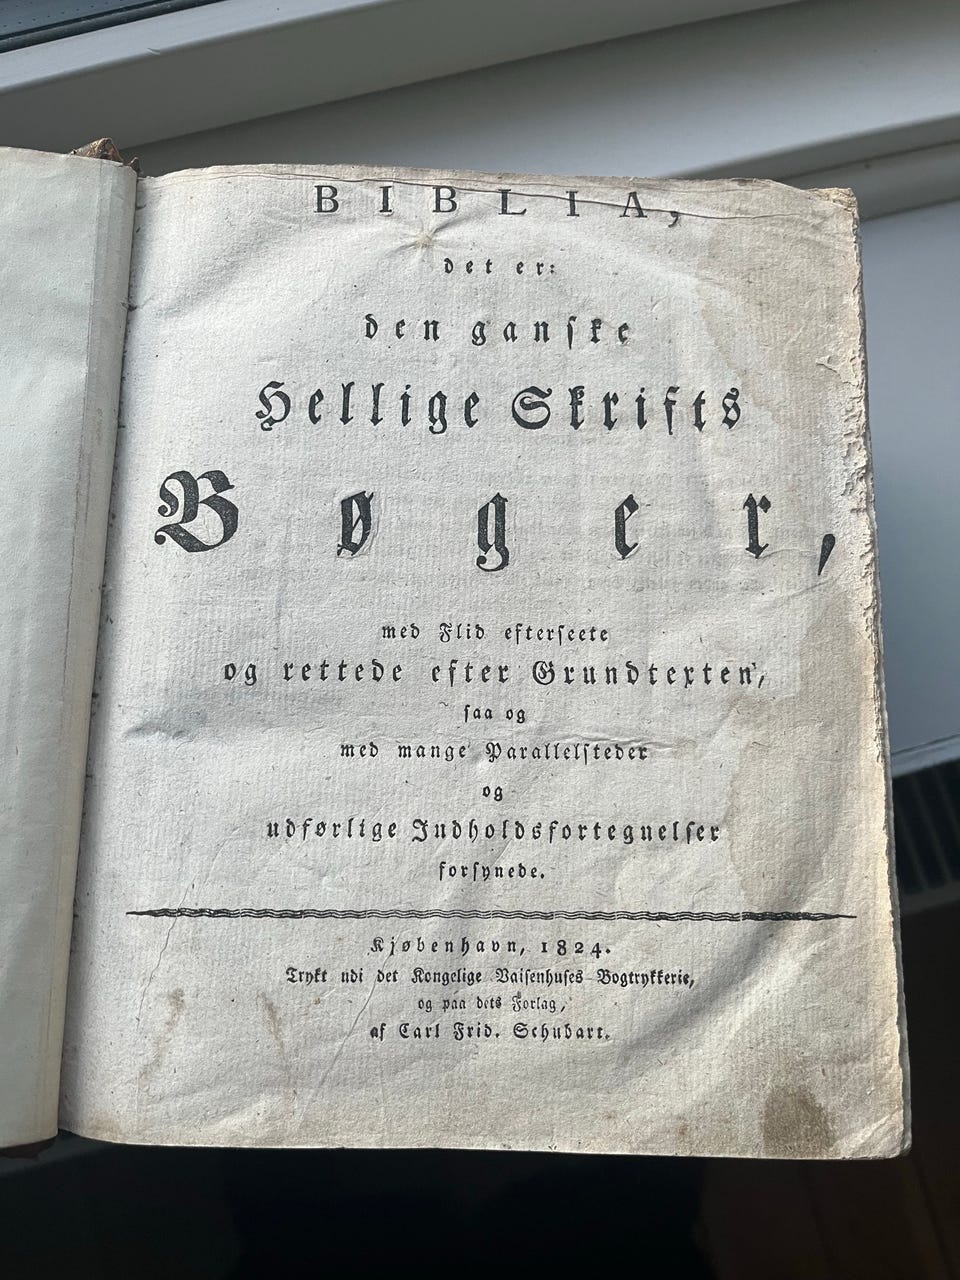 BIBLIA,
det er:
den ganske
Hellige Skrifts
Bøger,
med Flid efterseete
og rettede efter Grundtexten,
saa og
med mange Parallelsteder
og
udførlige Indholdsfortegnelser
forsynede.
Kjøbenhavn, 1824.
Trykt udi det Kongelige Vaisenhuses Bogtrykkerie,
og paa dets Forlag,
af Carl Frid. Schubart.